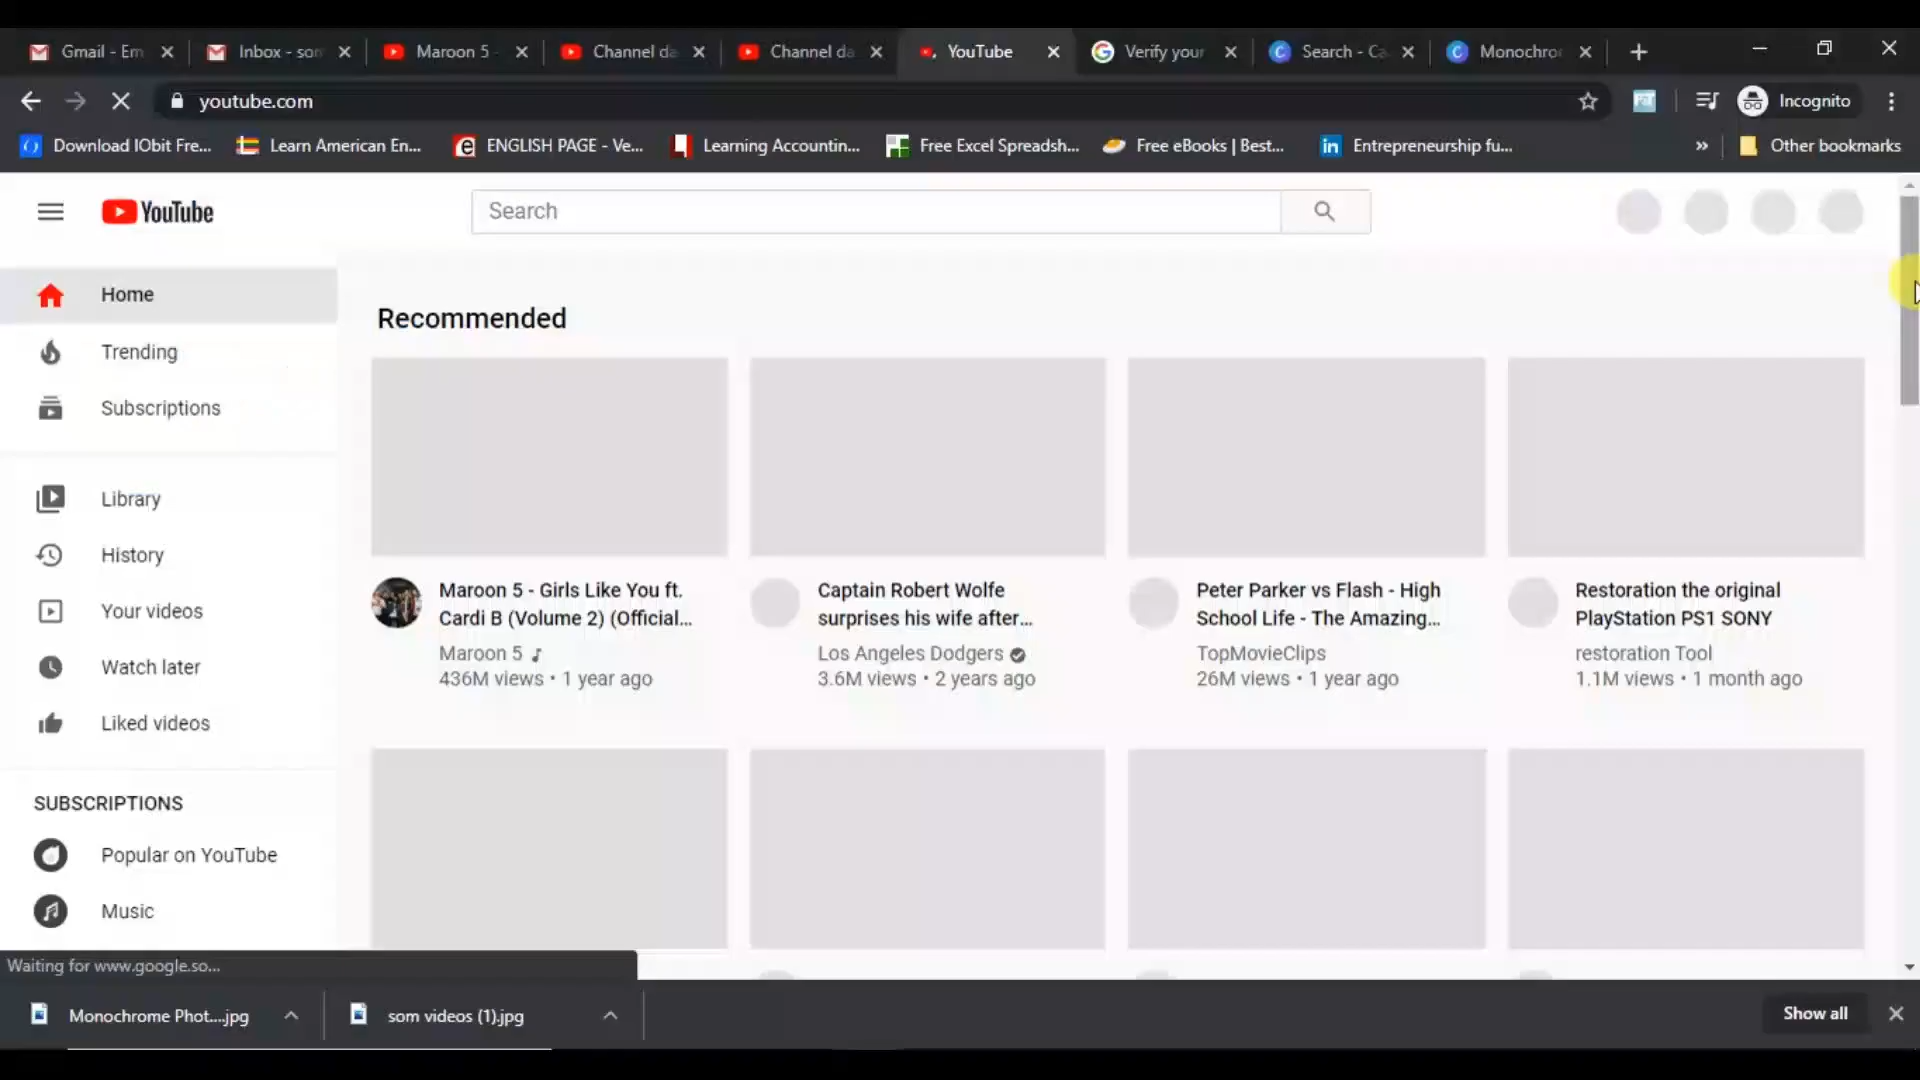 Gmail - Em
Inbox - som
Maroon 5 -
Channel da
Channel da
YouTube
Verify your
Search - Ca
Monochro
youtube.com
Incognito
Download IObit Fre...
Learn American En...
ENGLISH PAGE - Ve...
Learning Accountin...
Free Excel Spreadsh...
Free eBooks | Best...
Entrepreneurship fu...
»
Other bookmarks
YouTube
Search
Home
Trending
Subscriptions
Library
History
Your videos
Watch later
Liked videos
SUBSCRIPTIONS
Popular on YouTube
Music
Recommended
Maroon 5 - Girls Like You ft.
Cardi B (Volume 2) (Official...
Maroon 5
436M views • 1 year ago
Captain Robert Wolfe
surprises his wife after...
Los Angeles Dodgers
3.6M views • 2 years ago
Peter Parker vs Flash - High
School Life - The Amazing...
TopMovieClips
26M views • 1 year ago
Restoration the original
PlayStation PS1 SONY
restoration Tool
1.1M views • 1 month ago
Waiting for www.google.so...
Monochrome Phot....jpg
som videos (1).jpg
Show all